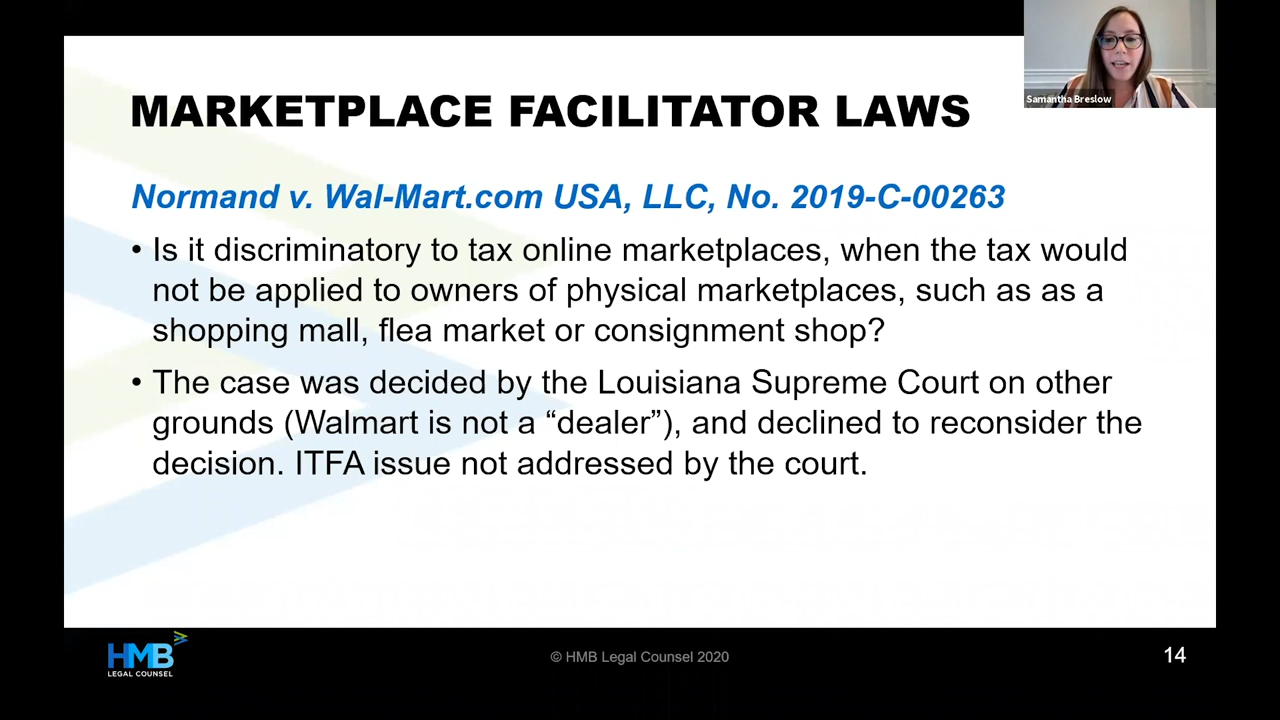 Samantha Breslow
MARKETPLACE FACILITATOR LAWS
Normand v. Wal-Mart.com USA, LLC, No. 2019-C-00263
• Is it discriminatory to tax online marketplaces, when the tax would
not be applied to owners of physical marketplaces, such as as a
shopping mall, flea market or consignment shop?
• The case was decided by the Louisiana Supreme Court on other
grounds (Walmart is not a “dealer”), and declined to reconsider the
decision. ITFA issue not addressed by the court.
HMB
LEGAL COUNSEL
© HMB Legal Counsel 2020
14